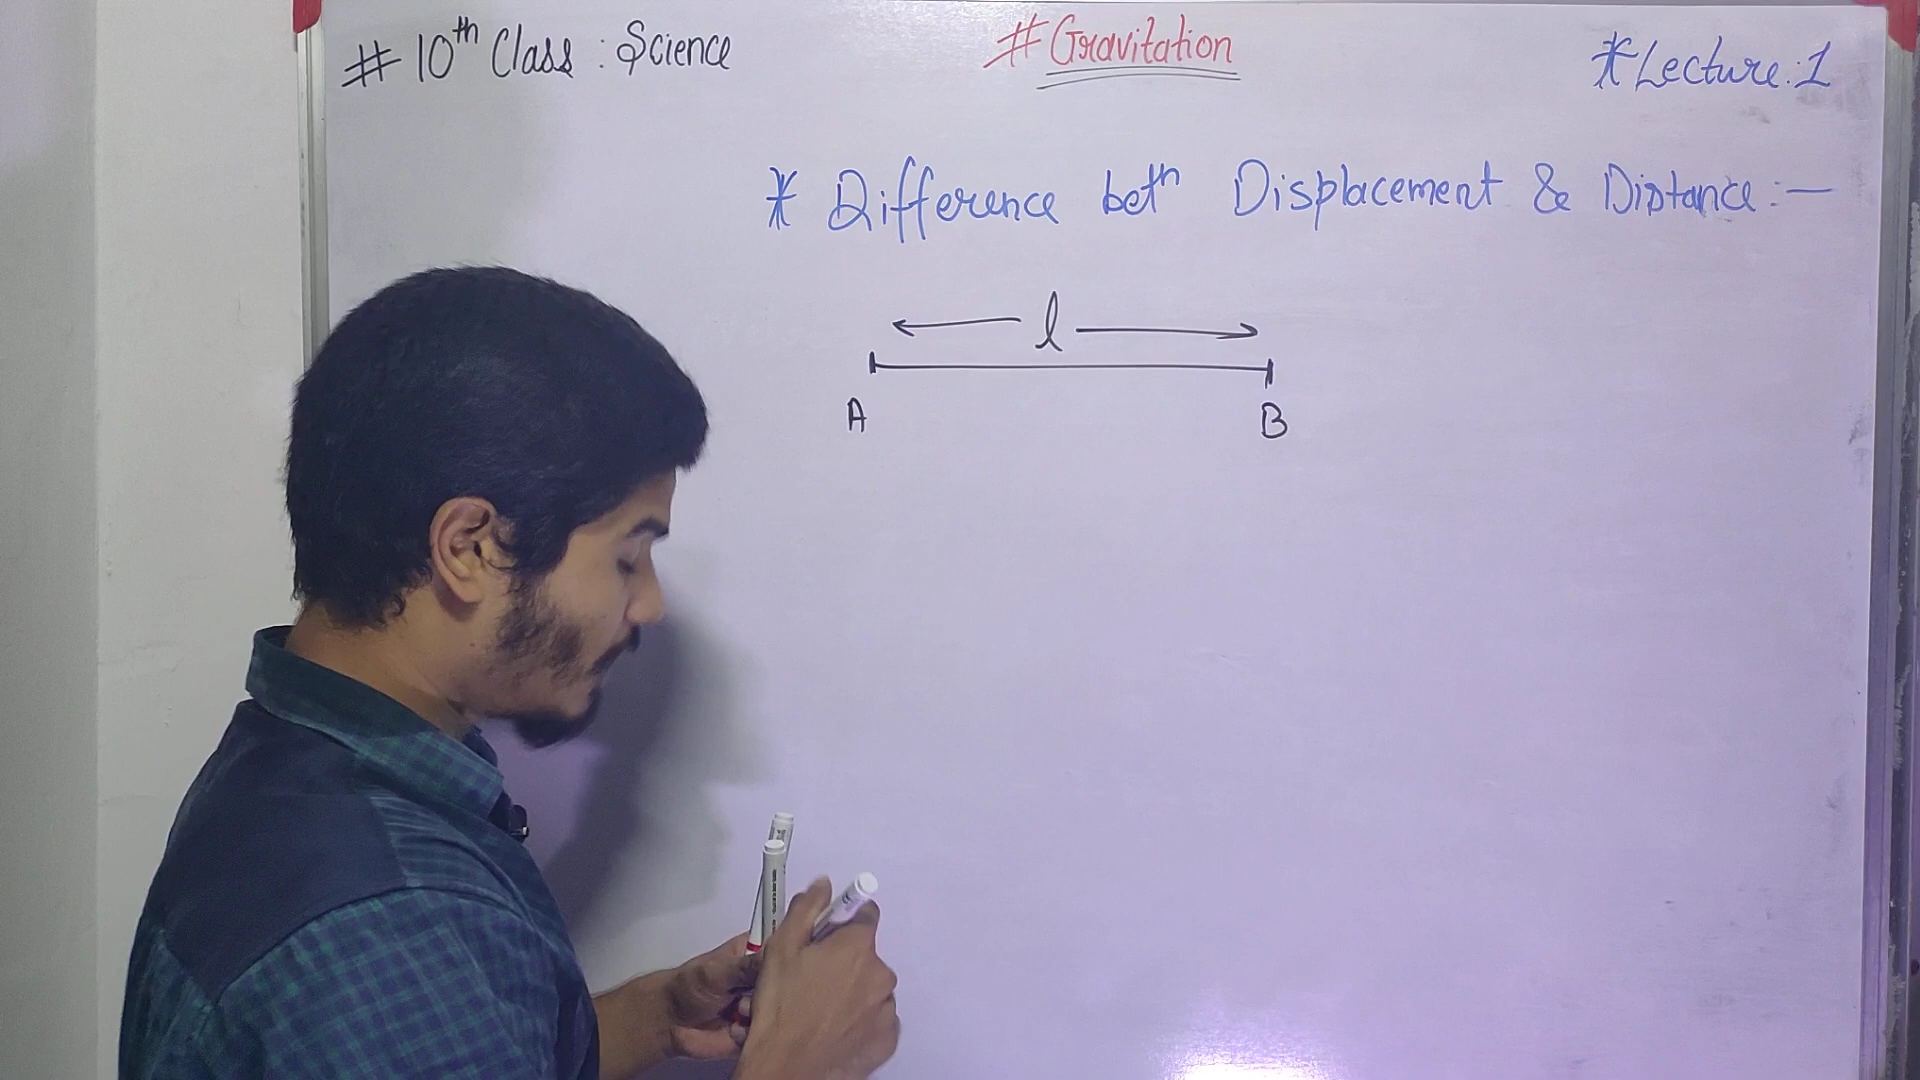 # 10th Class : Science
# Gravitation
* Lecture : 1
* Difference betn Displacement & Distance :-
l
A
B